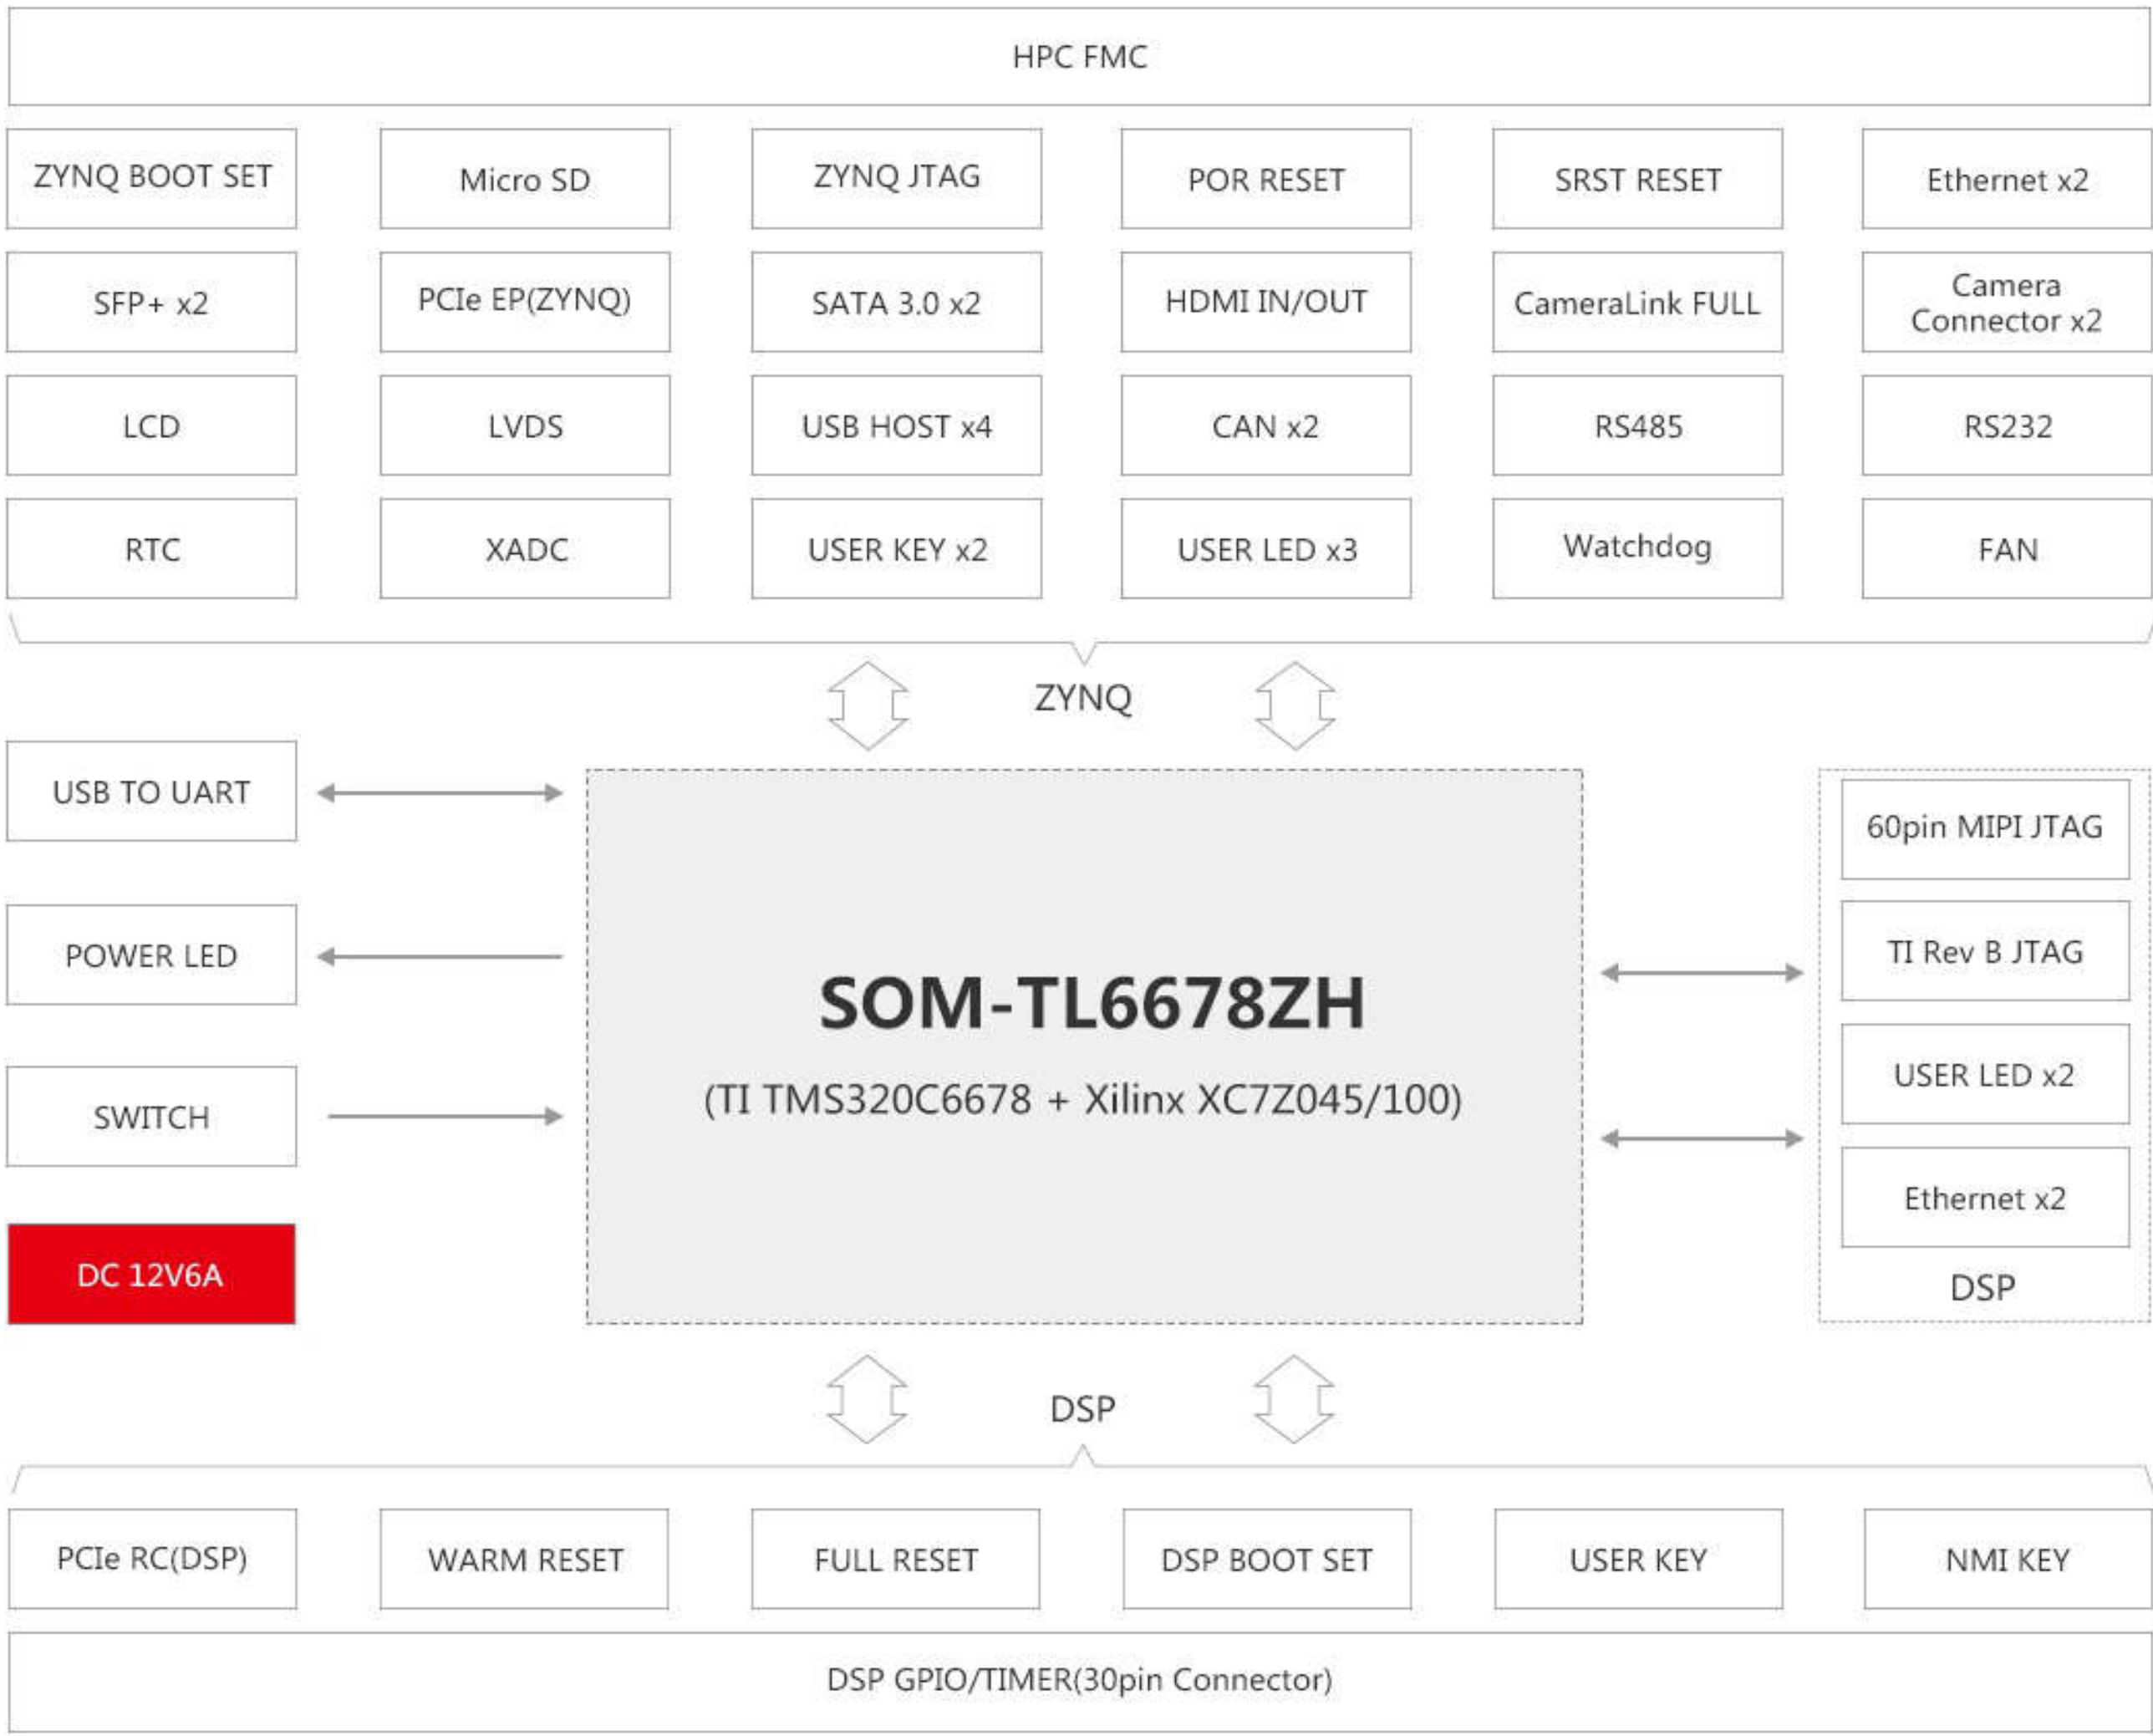 HPC FMC
ZYNQ BOOT SET
Micro SD
ZYNQ JTAG
POR RESET
SRST RESET
Ethernet x2
SFP+ x2
PCIe EP(ZYNQ)
SATA 3.0 x2
HDMI IN/OUT
CameraLink FULL
Camera
Connector x2
LCD
LVDS
USB HOST x4
CAN x2
RS485
RS232
RTC
XADC
USER KEY x2
USER LED x3
Watchdog
FAN
ZYNQ
USB TO UART
POWER LED
SWITCH
DC 12V6A
SOM-TL6678ZH
(TI TMS320C6678 + Xilinx XC7Z045/100)
60pin MIPI JTAG
TI Rev B JTAG
USER LED x2
Ethernet x2
DSP
DSP
PCIe RC(DSP)
WARM RESET
FULL RESET
DSP BOOT SET
USER KEY
NMI KEY
DSP GPIO/TIMER(30pin Connector)